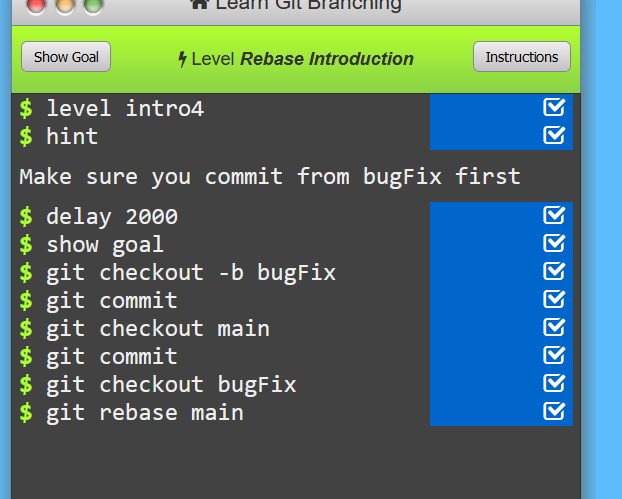 Learn Git Branching
Show Goal
Level Rebase Introduction
Instructions
$ level intro4
$ hint
Make sure you commit from bugFix first
$ delay 2000
$ show goal
$ git checkout -b bugFix
$ git commit
$ git checkout main
$ git commit
$ git checkout bugFix
$ git rebase main